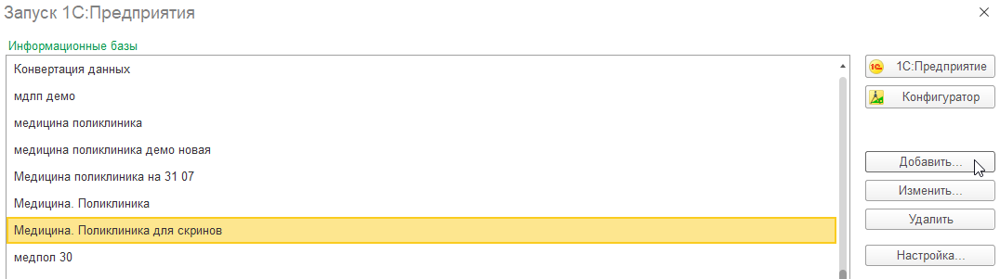 Запуск 1С:Предприятия
Информационные базы
Конвертация данных
мдлп демо
медицина поликлиника
медицина поликлиника демо новая
Медицина поликлиника на 31 07
Медицина. Поликлиника
Медицина. Поликлиника для скринов
медпол 30
1С:Предприятие
Конфигуратор
Добавить...
Изменить...
Удалить
Настройка...